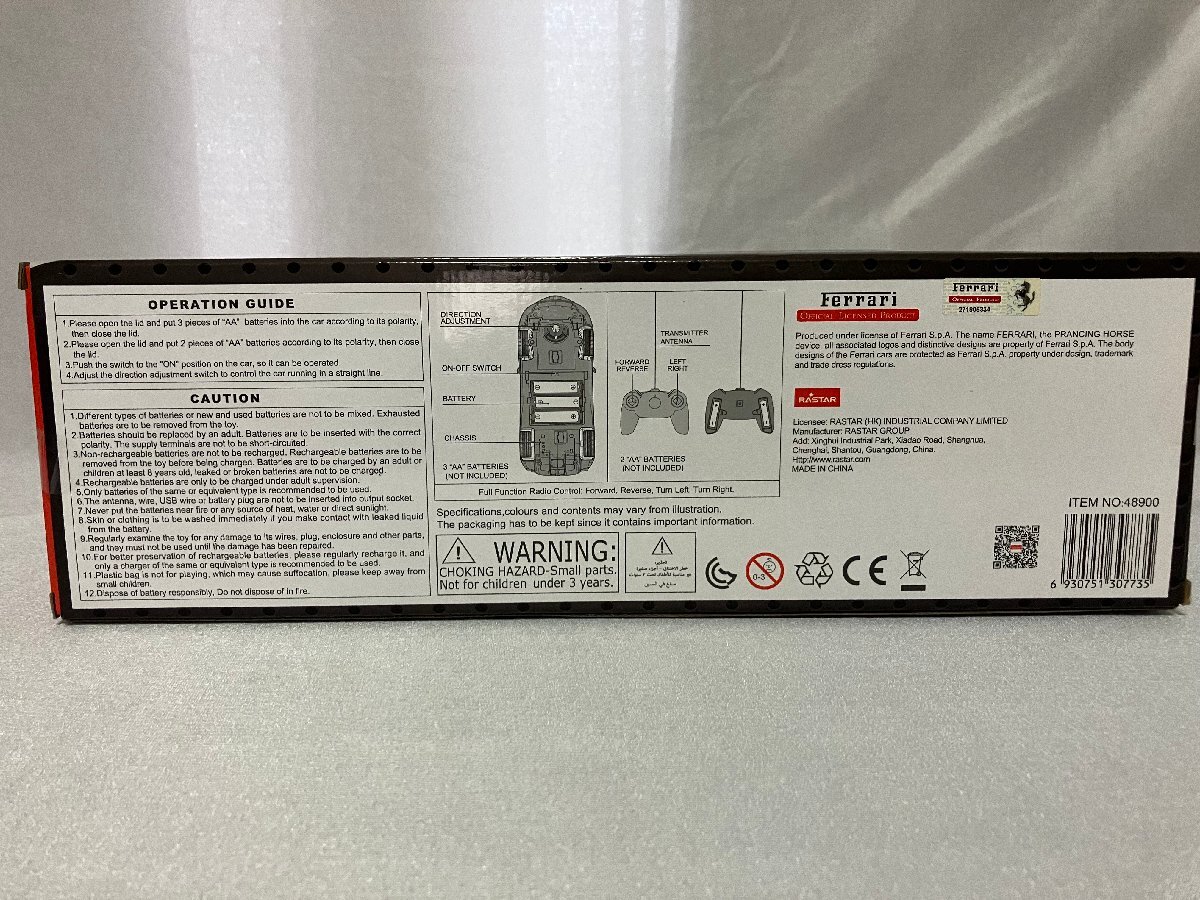 OPERATION GUIDE
1.Please open the lid and put 3 pieces of "AA" batteries into the car according to its polarity,
then close the lid.
2.Please open the lid and put 2 pieces of "AA" batteries according to its polarity, then close
the lid.
3.Push the switch to the "ON" position on the car, so it can be operated
4.Adjust the direction adjustment switch to control the car running in a straight line.
CAUTION
1.Different types of batteries or new and used batteries are not to be mixed. Exhausted
batteries are to be removed from the toy.
2.Batteries should be replaced by an adult. Batteries are to be inserted with the correct
polarity. The supply terminals are not to be short-circuited.
3.Non-rechargeable batteries are not to be recharged. Rechargeable batteries are to be
removed from the toy before being charged. Batteries are to be charged by an adult or
children at least 8 years old, leaked or broken batteries are not to be charged.
4.Rechargeable batteries are only to be charged under adult supervision.
5.Only batteries of the same or equivalent type is recommended to be used.
6.The antenna, wire, USB wire or battery plug are not to be inserted into output socket.
7.Never put the batteries near fire or any source of heat, water or direct sunlight.
8.Skin or clothing is to be washed immediately if you make contact with leaked liquid
from the battery.
9.Regularly examine the toy for any damage to its wires, plug, enclosure and other parts,
and they must not be used until the damage has been repaired.
10.For better preservation of rechargeable batteries, please regularly recharge it, and
only a charger of the same or equivalent type is recommended to be used.
11.Plastic bag is not for playing, which may cause suffocation, please keep away from
small children.
12.Dispose of battery responsibly. Do not dispose of in fire.
DIRECTION
ADJUSTMENT
ON-OFF SWITCH
BATTERY
CHASSIS
3 "AA" BATTERIES
(NOT INCLUDED)
TRANSMITTER
ANTENNA
FORWARD
REVERSE
LEFT
RIGHT
2 "AA" BATTERIES
(NOT INCLUDED)
Full Function Radio Control: Forward, Reverse, Turn Left, Turn Right.
Specifications,colours and contents may vary from illustration.
The packaging has to be kept since it contains important information.
WARNING:
CHOKING HAZARD-Small parts.
Not for children under 3 years.
0-3
CE
Ferrari
OFFICIAL LICENSED PRODUCT
Ferrari
OFFICIAL PRODUCT
Produced under license of Ferrari S.p.A. The name FERRARI, the PRANCING HORSE
device, all associated logos and distinctive designs are property of Ferrari S.p.A. The body
designs of the Ferrari cars are protected as Ferrari S.p.A. property under design, trademark
and trade dress regulations.
RASTAR
Licensee: RASTAR (HK) INDUSTRIAL COMPANY LIMITED
Manufacturer: RASTAR GROUP
Add: Xinghui Industrial Park, Xiadao Road, Shanghua,
Chenghai, Shantou, Guangdong, China.
Http://www.rastar.com
MADE IN CHINA
ITEM NO:48900
6 930751 307735